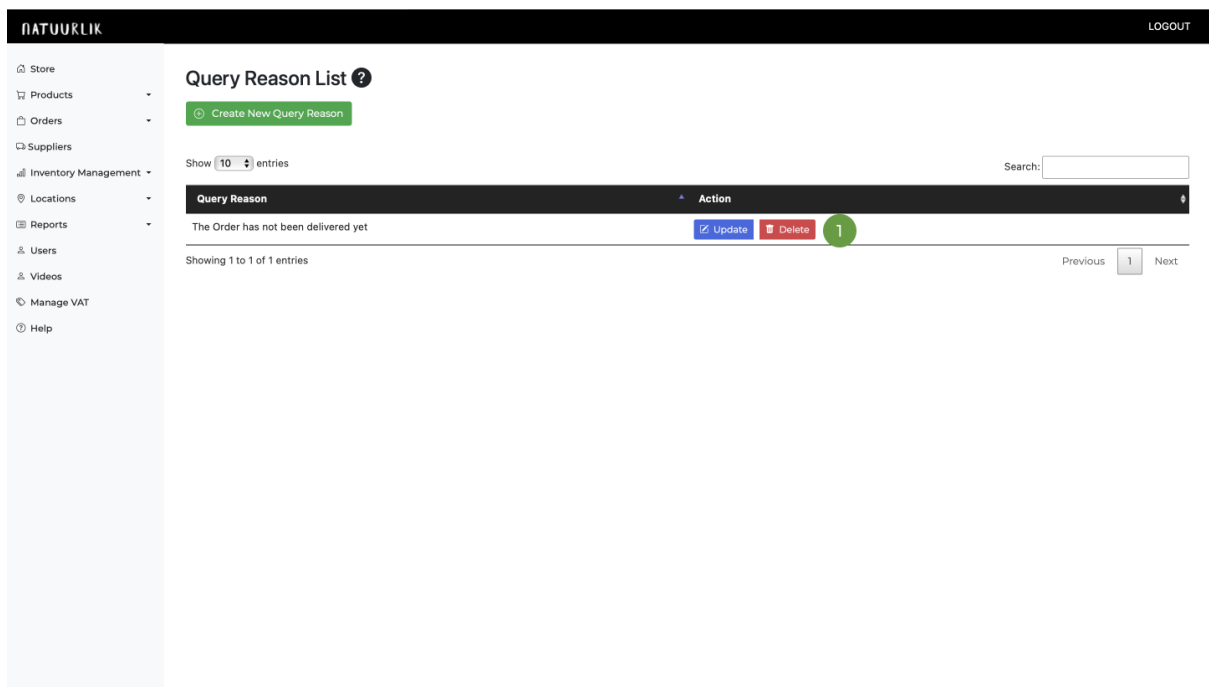 NATUURLIK
LOGOUT
Store
Products
Orders
Suppliers
Inventory Management
Locations
Reports
Users
Videos
Manage VAT
Help
Query Reason List ?
Create New Query Reason
Show 10 entries
Search:
Query Reason Action
The Order has not been delivered yet Update Delete 1
Showing 1 to 1 of 1 entries
Previous 1 Next